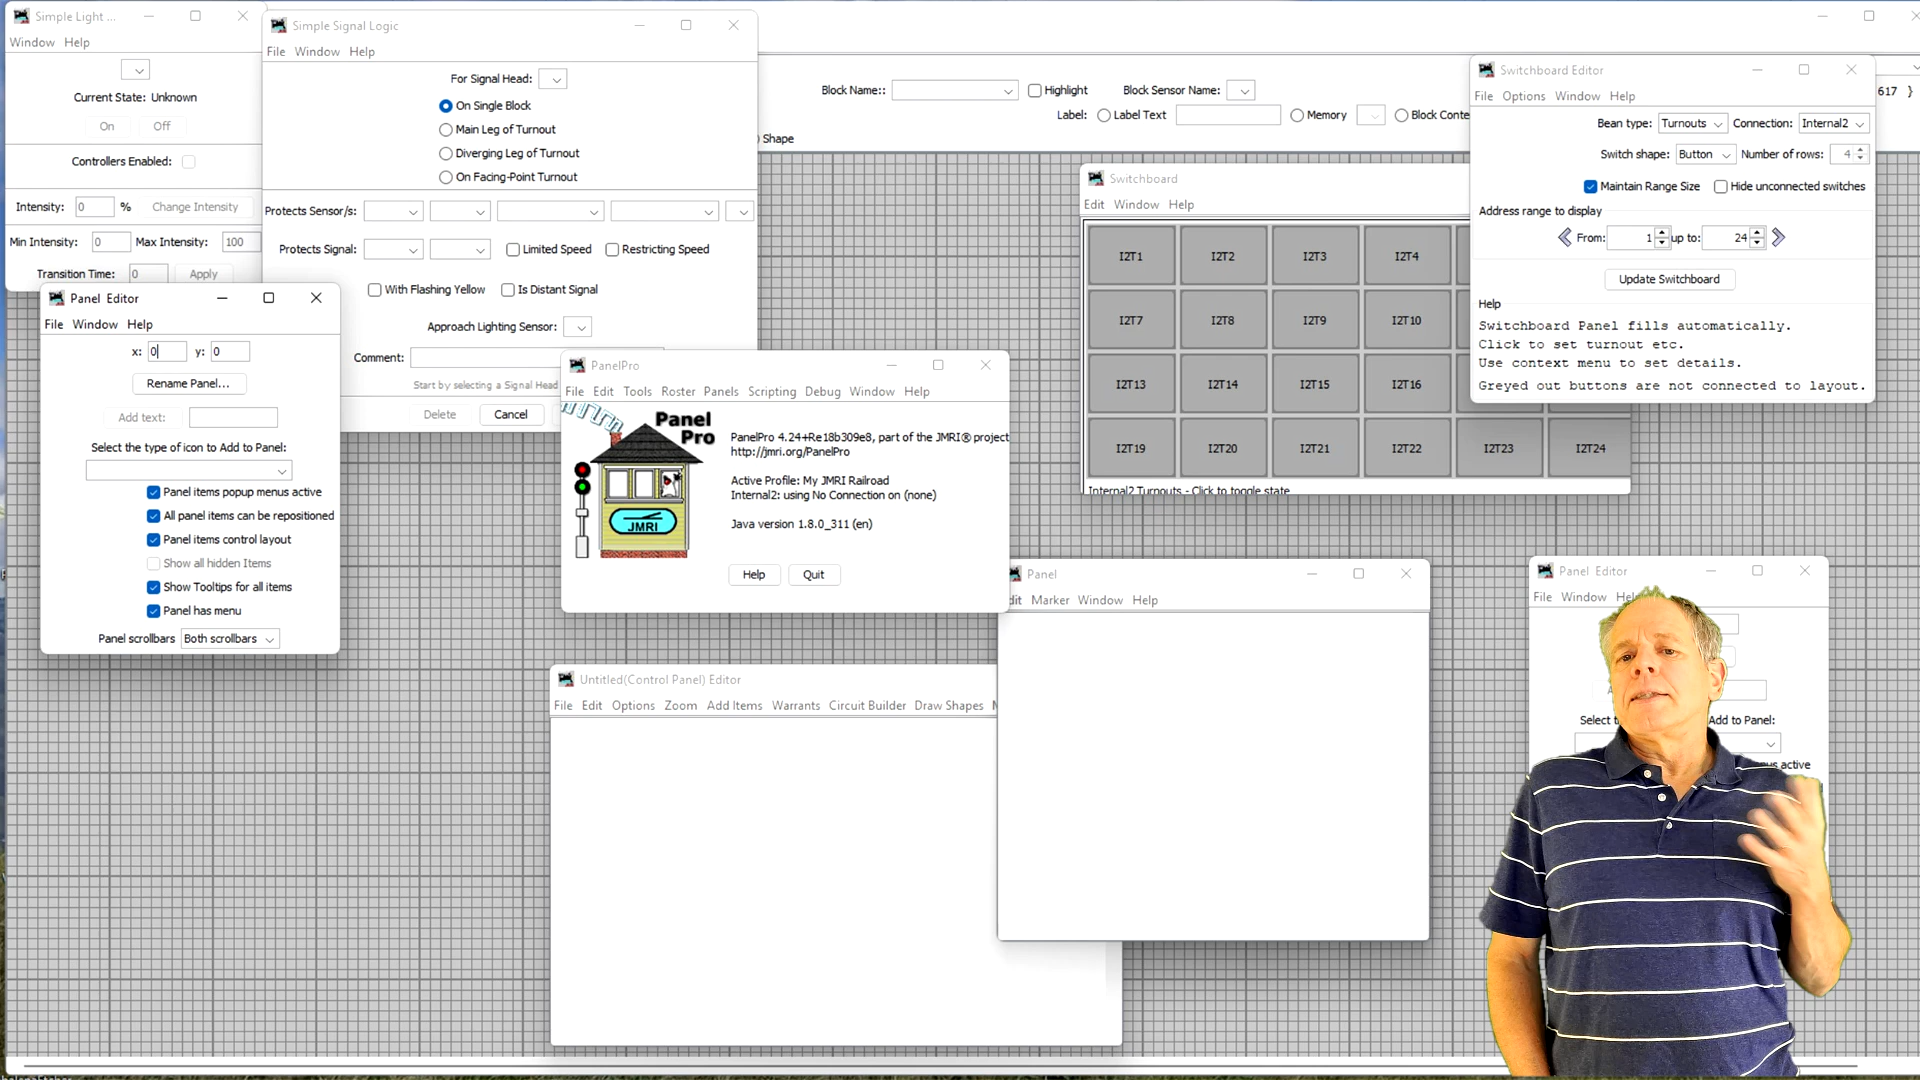 Simple Light ...
Window Help
Current State: Unknown
On Off
Controllers Enabled:
Intensity: 0 % Change Intensity
Min Intensity: 0 Max Intensity: 100
Transition Time: 0 Apply
Simple Signal Logic
File Window Help
For Signal Head:
On Single Block
Main Leg of Turnout
Diverging Leg of Turnout
On Facing-Point Turnout
Protects Sensor/s:
Protects Signal: Limited Speed Restricting Speed
With Flashing Yellow Is Distant Signal
Approach Lighting Sensor:
Comment:
Start by selecting a Signal Head
Delete Cancel
Block Name:: Highlight Block Sensor Name:
Label: Label Text Memory Block Conte
Shape
617 }
Switchboard Editor
File Options Window Help
Bean type: Turnouts Connection: Internal2
Switch shape: Button Number of rows: 4
Maintain Range Size Hide unconnected switches
Address range to display
From: 1 up to: 24
Update Switchboard
Help
Switchboard Panel fills automatically.
Click to set turnout etc.
Use context menu to set details.
Greyed out buttons are not connected to layout.
Switchboard
Edit Window Help
I2T1 I2T2 I2T3 I2T4
I2T7 I2T8 I2T9 I2T10
I2T13 I2T14 I2T15 I2T16
I2T19 I2T20 I2T21 I2T22 I2T23 I2T24
Internal2 Turnouts - Click to toggle state
Panel Editor
File Window Help
x: 0 y: 0
Rename Panel...
Add text:
Select the type of icon to Add to Panel:
Panel items popup menus active
All panel items can be repositioned
Panel items control layout
Show all hidden Items
Show Tooltips for all items
Panel has menu
Panel scrollbars Both scrollbars
PanelPro
File Edit Tools Roster Panels Scripting Debug Window Help
Panel
Pro
JMRI
PanelPro 4.24+Re18b309e8, part of the JMRI® project
http://jmri.org/PanelPro
Active Profile: My JMRI Railroad
Internal2: using No Connection on (none)
Java version 1.8.0_311 (en)
Help Quit
Untitled(Control Panel) Editor
File Edit Options Zoom Add Items Warrants Circuit Builder Draw Shapes
Panel
dit Marker Window Help
Panel Editor
File Window Help
Select t Add to Panel:
us active